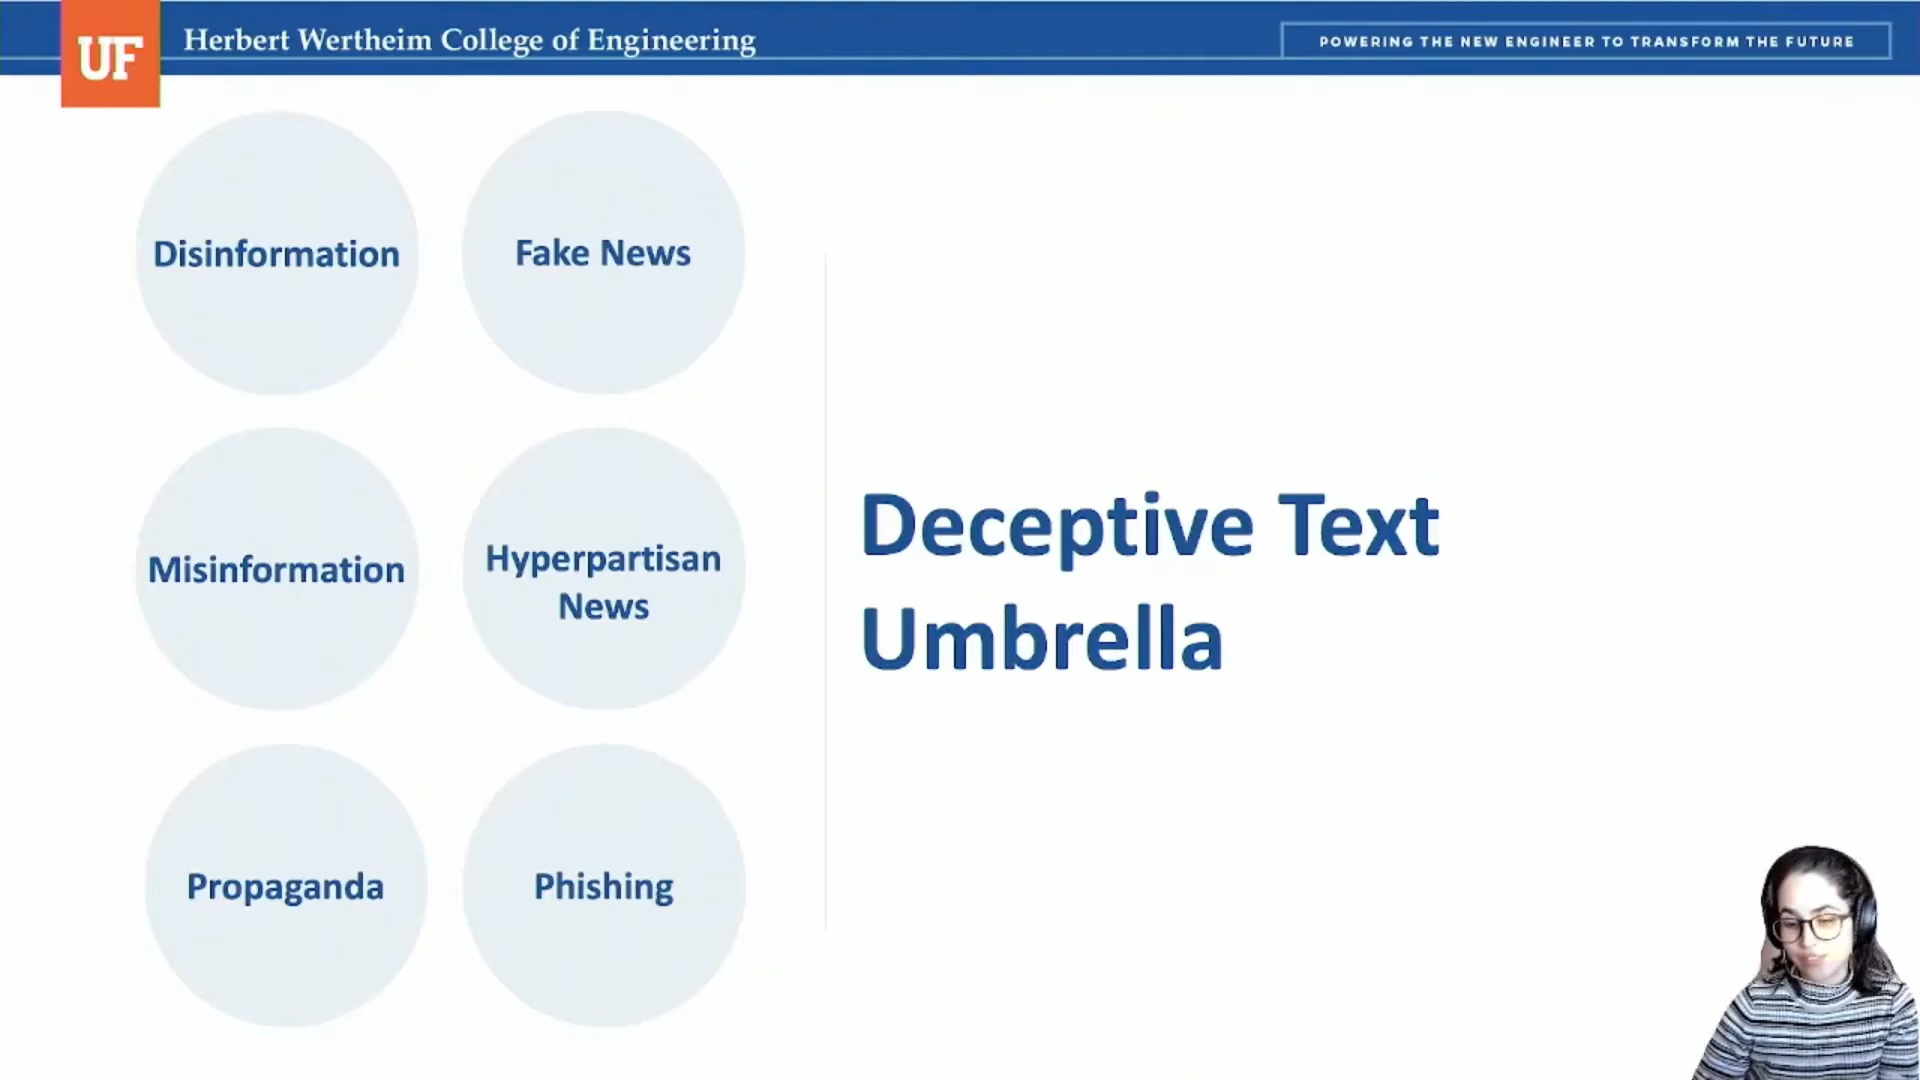 UF
Herbert Wertheim College of Engineering
POWERING THE NEW ENGINEER TO TRANSFORM THE FUTURE
Disinformation
Fake News
Misinformation
Hyperpartisan
News
Propaganda
Phishing
Deceptive Text
Umbrella